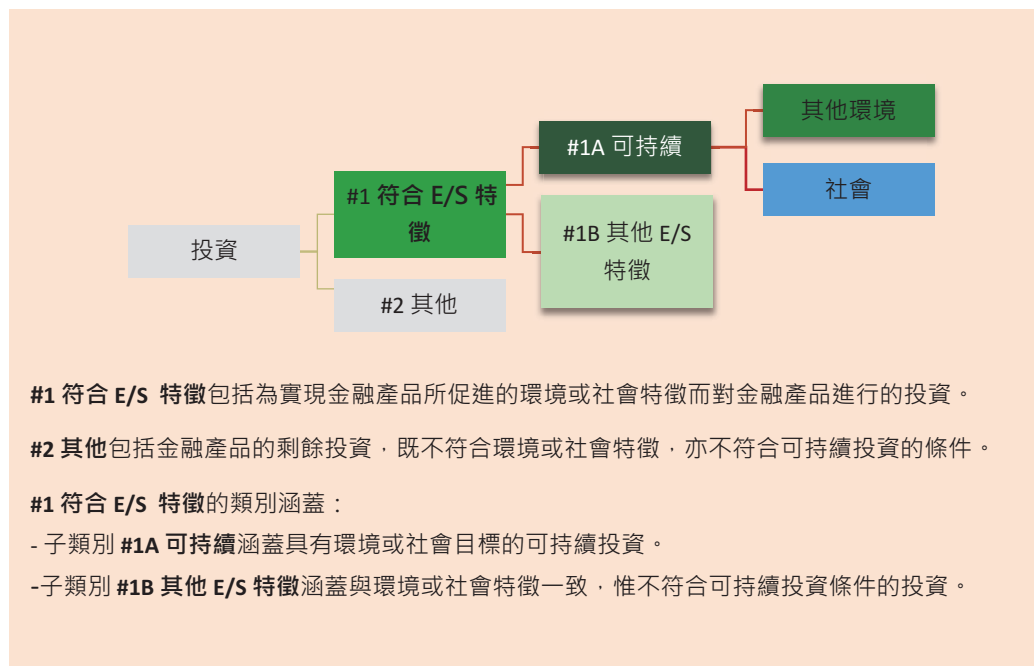 其他環境
#1A 可持續
社會
#1 符合 E/S 特
徵
#1B 其他 E/S
特徵
投資
#2 其他
#1 符合 E/S 特徵包括為實現金融產品所促進的環境或社會特徵而對金融產品進行的投資。
#2 其他包括金融產品的剩餘投資，既不符合環境或社會特徵，亦不符合可持續投資的條件。
#1 符合 E/S 特徵的類別涵蓋：
- 子類別 #1A 可持續涵蓋具有環境或社會目標的可持續投資。
-子類別 #1B 其他 E/S 特徵涵蓋與環境或社會特徵一致，惟不符合可持續投資條件的投資。